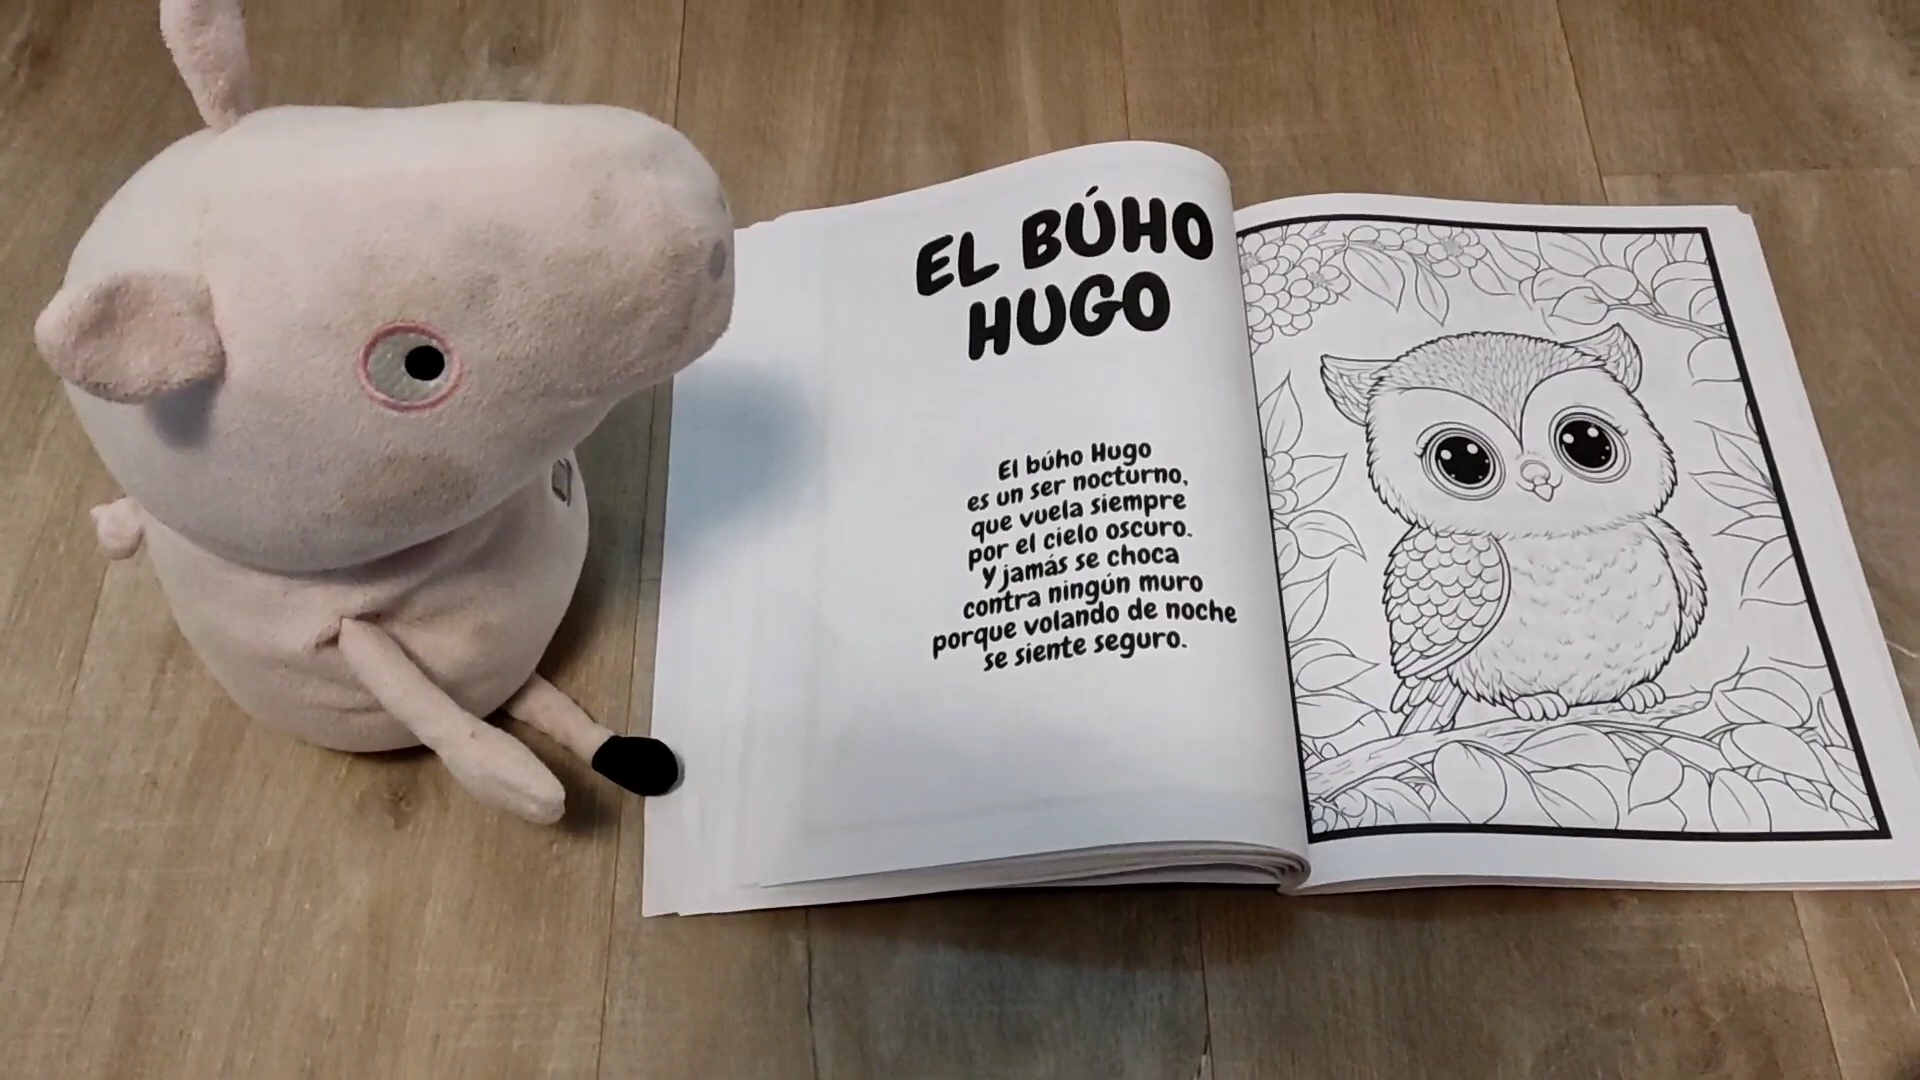 EL BÚHO
HUGO
El búho Hugo
es un ser nocturno,
que vuela siempre
por el cielo oscuro.
Y jamás se choca
contra ningún muro
porque volando de noche
se siente seguro.